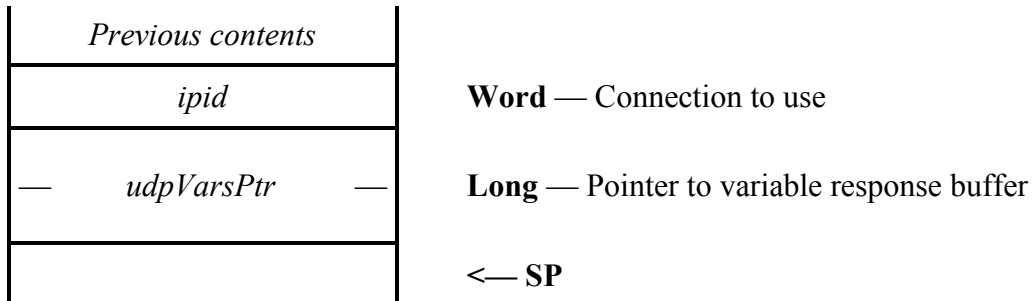 Previous contents
ipid Word — Connection to use
— udpVarsPtr — Long — Pointer to variable response buffer
<— SP